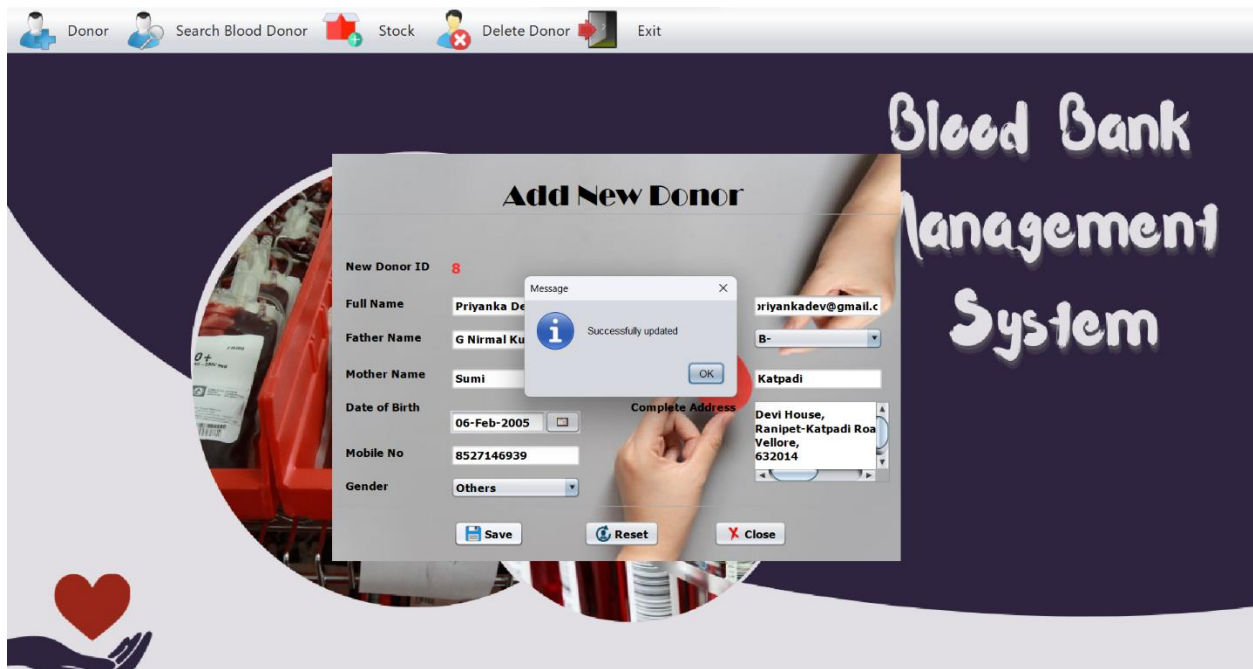 Donor Search Blood Donor Stock Delete Donor Exit
Blood Bank
Management
System
Add New Donor
New Donor ID 8
Message
Successfully updated
OK
Full Name Priyanka De
priyankadev@gmail.c
Father Name G Nirmal Ku
B-
Mother Name Sumi
Katpadi
Date of Birth 06-Feb-2005
Complete Address
Devi House,
Ranipet-Katpadi Roa
Vellore,
632014
Mobile No 8527146939
Gender Others
Save Reset Close
O+